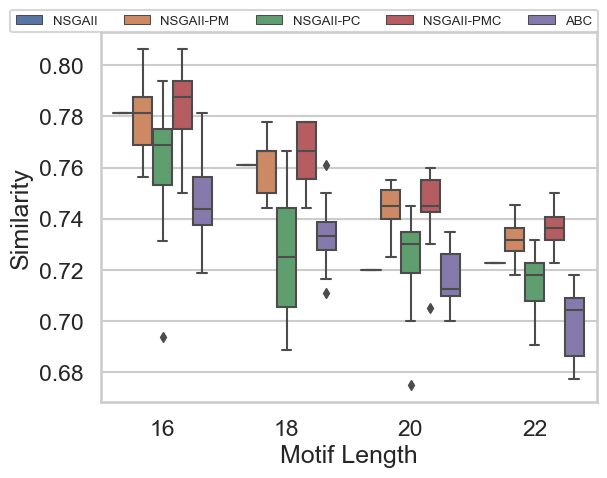 NSGAII NSGAII-PM NSGAII-PC NSGAII-PMC ABC
0.80
0.78
0.76
0.74
0.72
0.70
0.68
Similarity
16 18 20 22
Motif Length